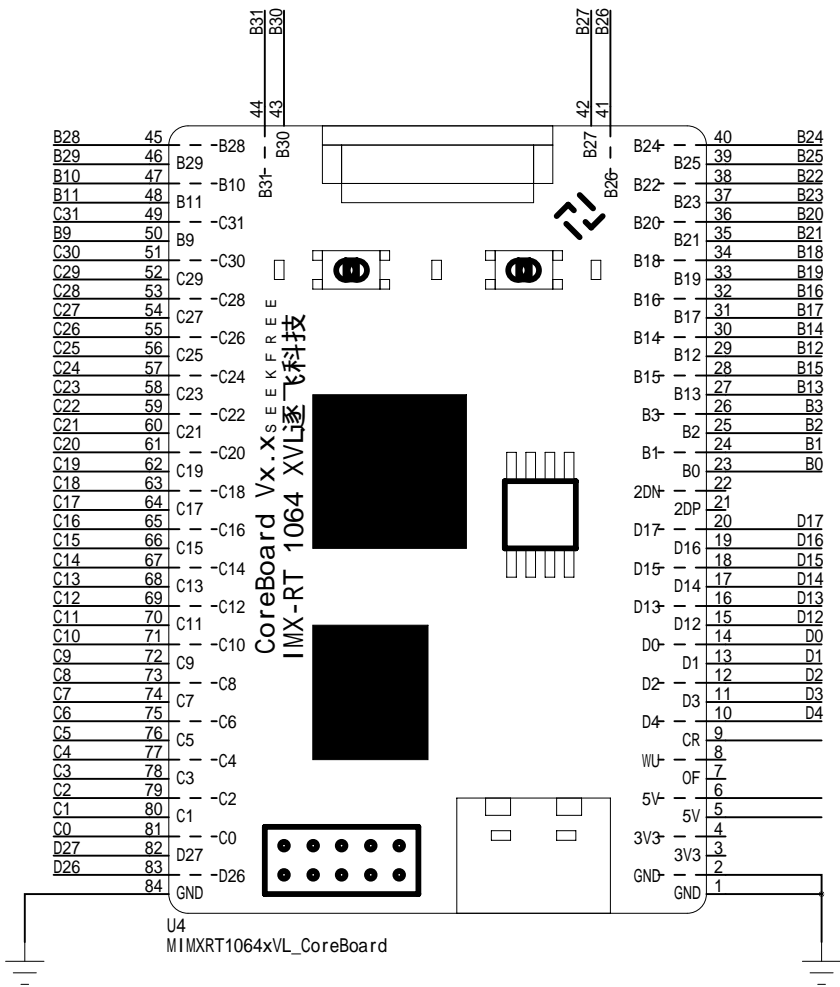 B31 B30 B27 B26
44 43 42 41
B31 B30 B27 B26
B28 45 B28 B24 40 B24
B29 46 B29 B25 39 B25
B10 47 B10 B22 38 B22
B11 48 B11 B23 37 B23
C31 49 C31 B20 36 B20
B9 50 B9 B21 35 B21
C30 51 C30 B18 34 B18
C29 52 C29 B19 33 B19
C28 53 C28 B16 32 B16
C27 54 C27 B17 31 B17
C26 55 C26 B14 30 B14
C25 56 C25 B12 29 B12
C24 57 C24 B15 28 B15
C23 58 C23 B13 27 B13
C22 59 C22 B3 26 B3
C21 60 C21 B2 25 B2
C20 61 C20 B1 24 B1
C19 62 C19 B0 23 B0
C18 63 C18 2DN 22
C17 64 C17 2DP 21
C16 65 C16 D17 20 D17
C15 66 C15 D16 19 D16
C14 67 C14 D15 18 D15
C13 68 C13 D14 17 D14
C12 69 C12 D13 16 D13
C11 70 C11 D12 15 D12
C10 71 C10 D0 14 D0
C9 72 C9 D1 13 D1
C8 73 C8 D2 12 D2
C7 74 C7 D3 11 D3
C6 75 C6 D4 10 D4
C5 76 C5 CR 9
C4 77 C4 WU 8
C3 78 C3 OF 7
C2 79 C2 5V 6
C1 80 C1 5V 5
C0 81 C0 3V3 4
D27 82 D27 3V3 3
D26 83 D26 GND 2
84 GND GND 1
CoreBoard Vx.x
SEEKFREE
IMX-RT 1064 XVL逐飞科技
U4
MIMXRT1064xVL_CoreBoard